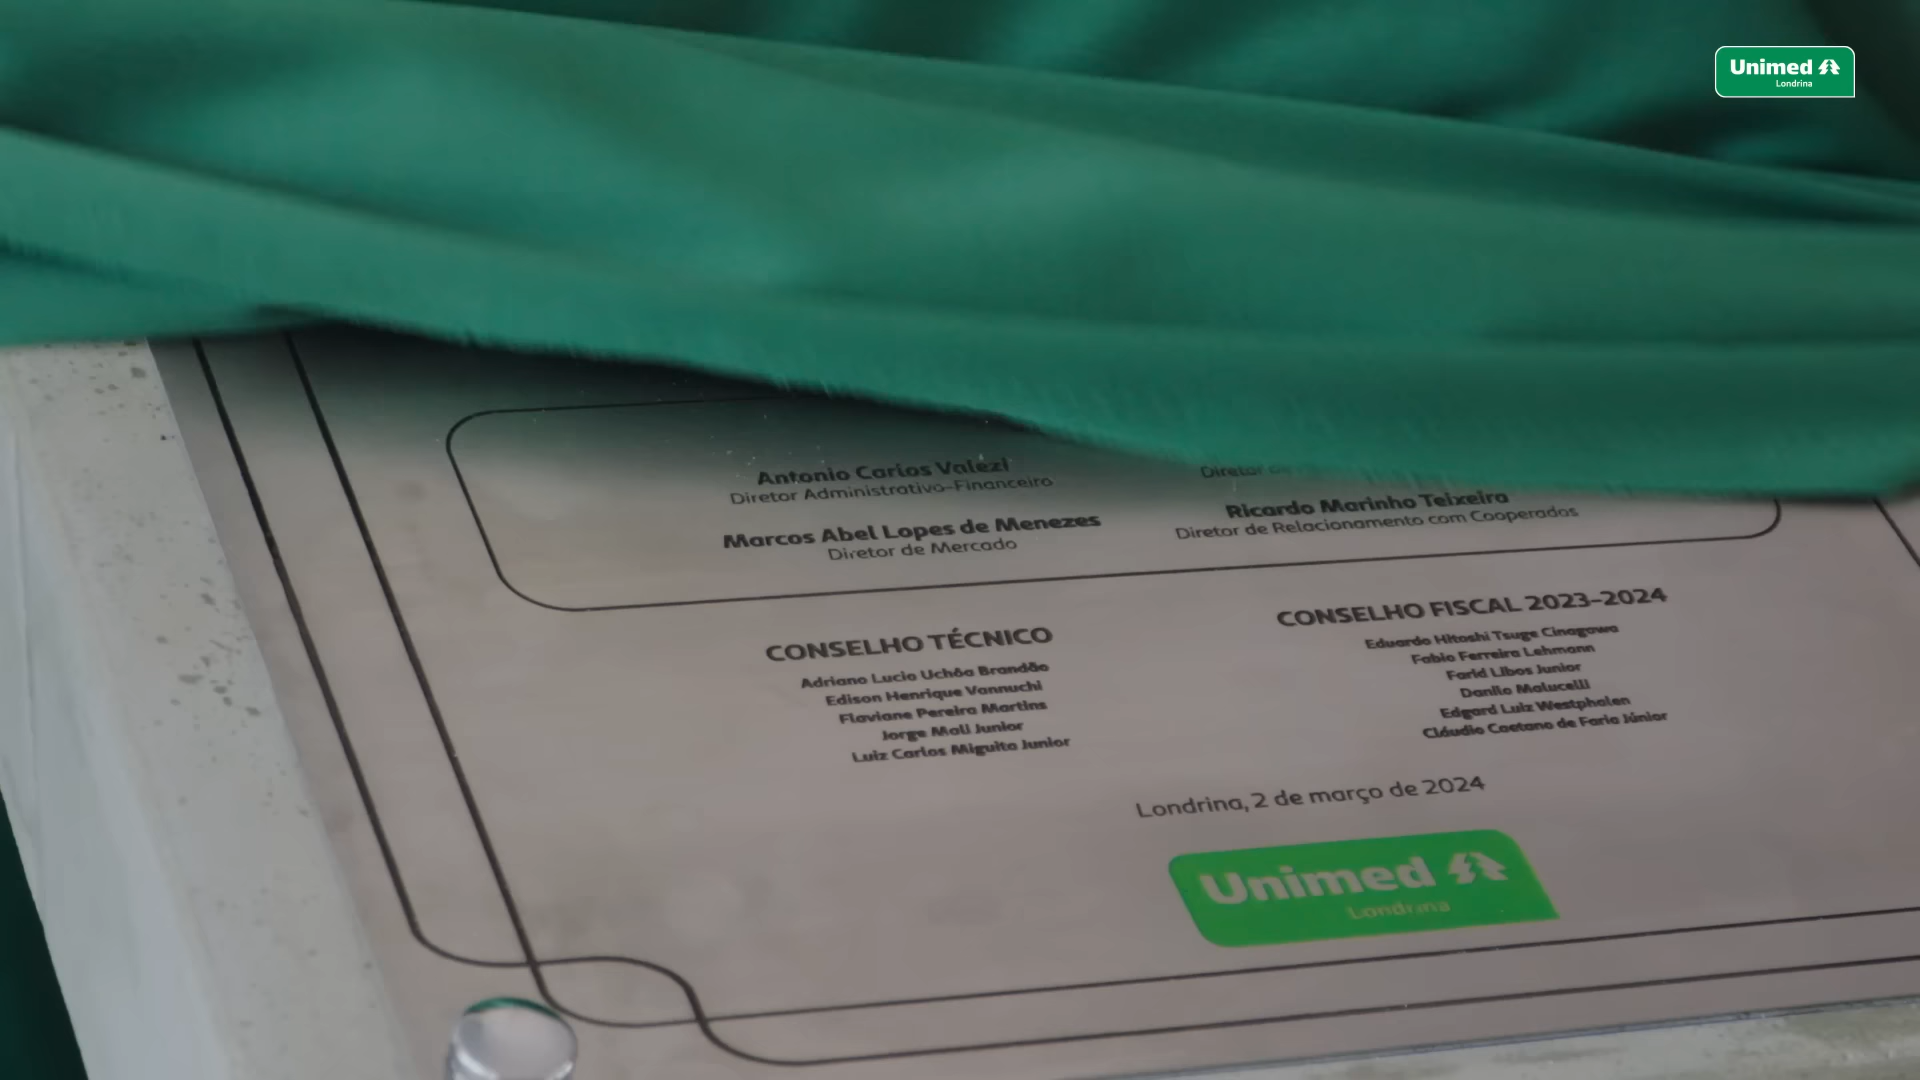 Unimed
Londrina
Antonio Carlos Valezi
Diretor Administrativo-Financeiro
Diretor de
Marcos Abel Lopes de Menezes
Diretor de Mercado
Ricardo Marinho Teixeira
Diretor de Relacionamento com Cooperados
CONSELHO TÉCNICO
Adriano Lucio Uchôa Brandão
Edison Henrique Vannuchi
Flaviane Pereira Martins
Jorge Mali Junior
Luiz Carlos Miguita Junior
CONSELHO FISCAL 2023-2024
Eduardo Hitoshi Tsuge Cinagawa
Fabio Ferreira Lehmann
Farid Libos Junior
Danilo Malucelli
Edgard Luiz Westphalen
Cláudio Caetano de Faria Júnior
Londrina, 2 de março de 2024
Unimed
Londrina